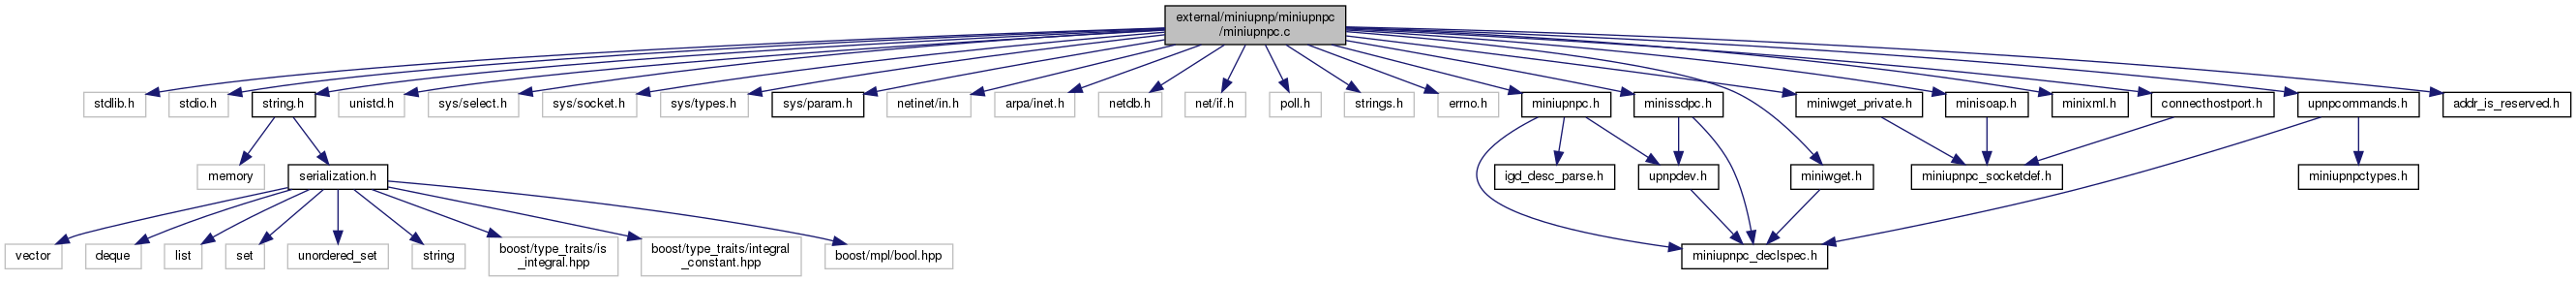 external/miniupnp/miniupnpc
/miniupnpc.c
stdlib.h
stdio.h
string.h
unistd.h
sys/select.h
sys/socket.h
sys/types.h
sys/param.h
netinet/in.h
arpa/inet.h
netdb.h
net/if.h
poll.h
strings.h
errno.h
miniupnpc.h
minissdpc.h
miniwget_private.h
minisoap.h
minixml.h
connecthostport.h
upnpcommands.h
addr_is_reserved.h
memory
serialization.h
igd_desc_parse.h
upnpdev.h
miniwget.h
miniupnpc_socketdef.h
miniupnpctypes.h
vector
deque
list
set
unordered_set
string
boost/type_traits/is
_integral.hpp
boost/type_traits/integral
_constant.hpp
boost/mpl/bool.hpp
miniupnpc_declspec.h